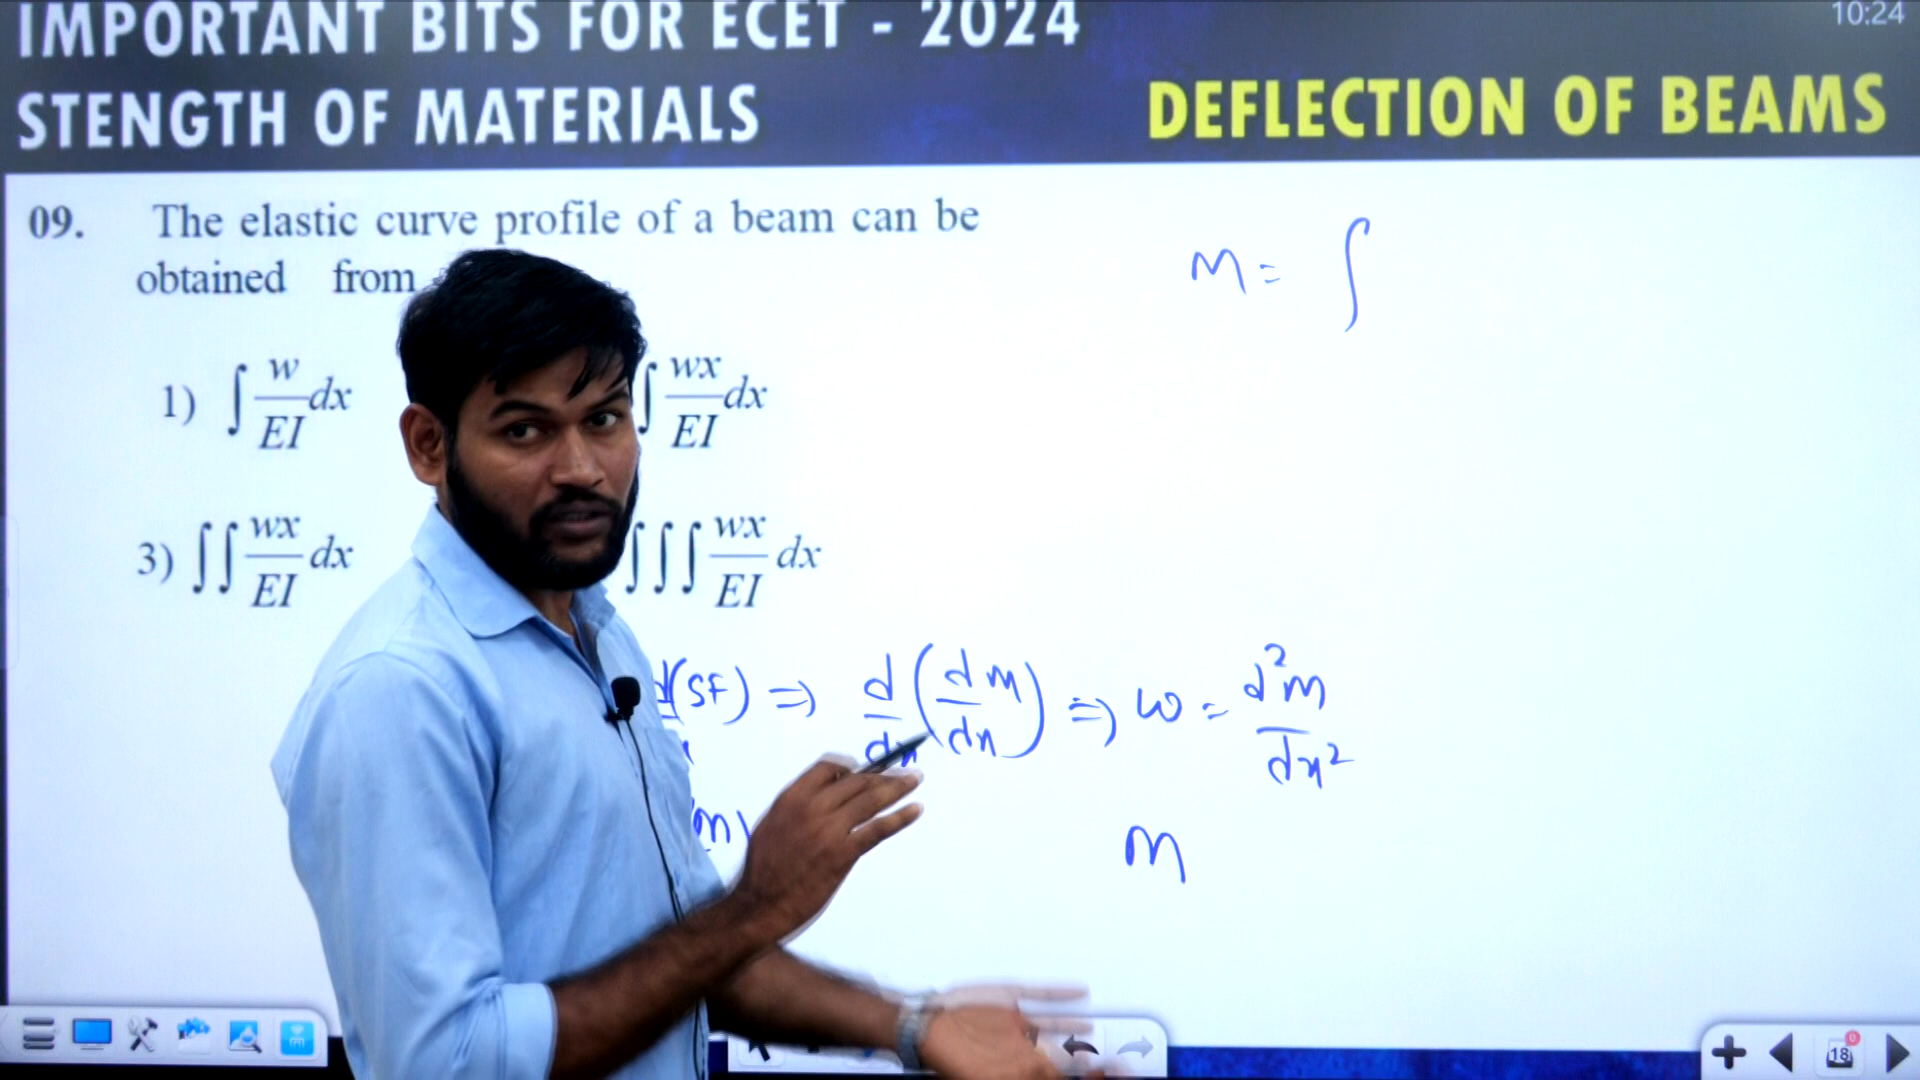 IMPORTANT BITS FOR ECET - 2024
10:24
STENGTH OF MATERIALS
DEFLECTION OF BEAMS
09. The elastic curve profile of a beam can be
obtained from
M = ∫
1) ∫ w/EI dx
∫ wx/EI dx
3) ∫∫ wx/EI dx
∫∫∫ wx/EI dx
(SF) => d/dx (dm/dx) => w = d²m/dx²
m)
M
18
0